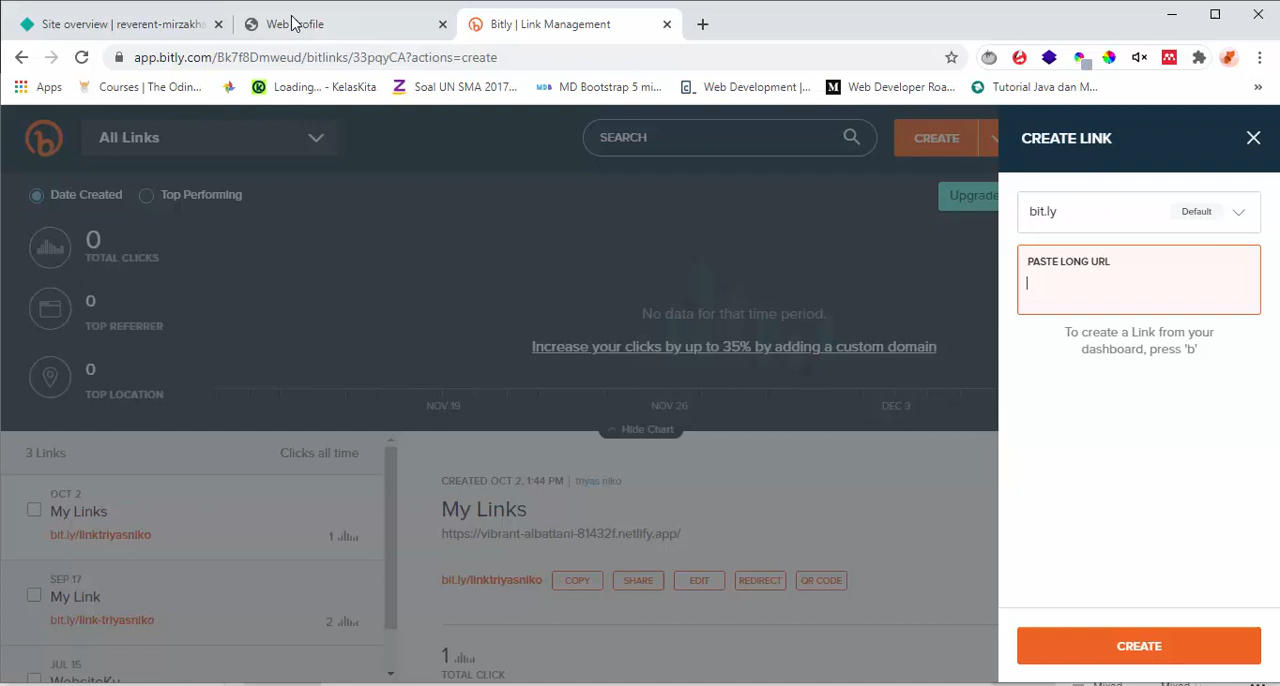 Site overview | reverent-mirzakha
Web profile
Bitly | Link Management
app.bitly.com/Bk7f8Dmweud/bitlinks/33pqyCA?actions=create
Apps
Courses | The Odin...
Loading... - KelasKita
Soal UN SMA 2017...
MD Bootstrap 5 mi...
Web Development |...
Web Developer Roa...
Tutorial Java dan M...
All Links
SEARCH
CREATE
CREATE LINK
Date Created
Top Performing
Upgrade
bit.ly
Default
0
TOTAL CLICKS
PASTE LONG URL
0
TOP REFERRER
No data for that time period.
Increase your clicks by up to 35% by adding a custom domain
To create a Link from your
dashboard, press 'b'
0
TOP LOCATION
NOV 19
NOV 26
DEC 3
Hide Chart
3 Links
Clicks all time
CREATED OCT 2, 1:44 PM | triyas niko
OCT 2
My Links
bit.ly/linktriyasniko
1
My Links
https://vibrant-albattani-81432f.netlify.app/
bit.ly/linktriyasniko
COPY
SHARE
EDIT
REDIRECT
QR CODE
SEP 17
My Link
bit.ly/link-triyasniko
2
1
TOTAL CLICK
JUL 15
WebsiteKu
CREATE